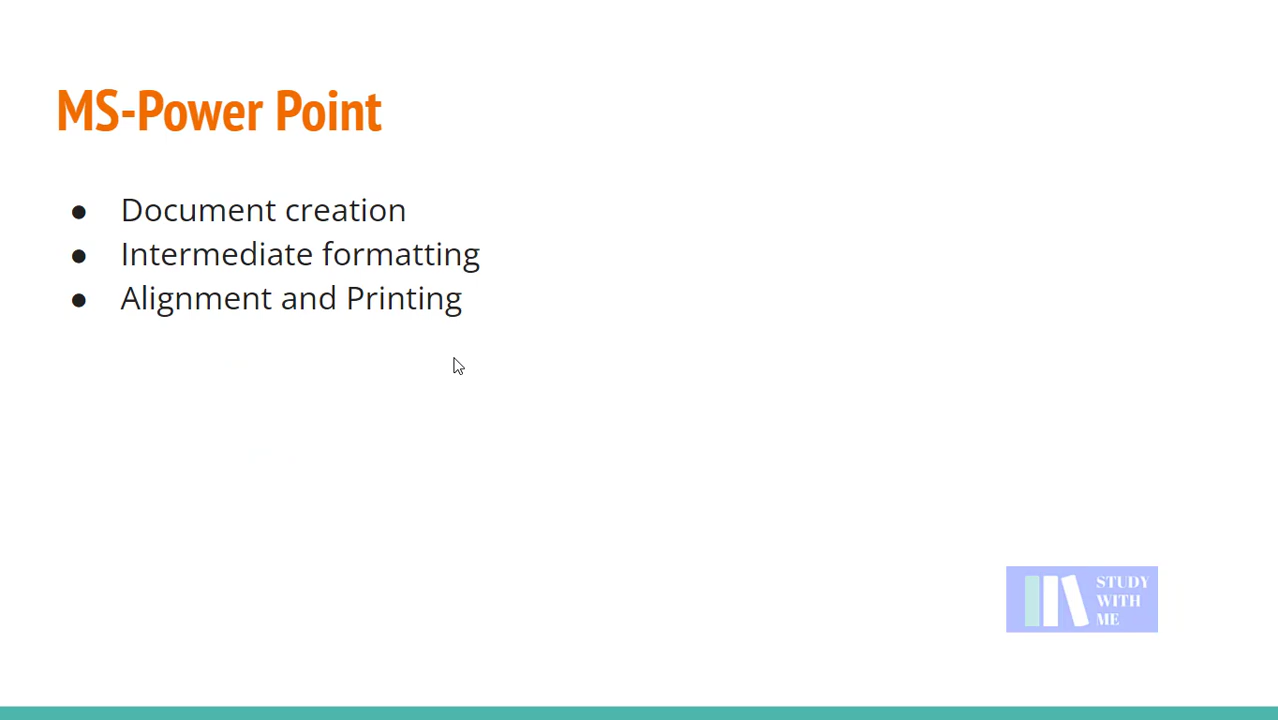 MS-Power Point
● Document creation
● Intermediate formatting
● Alignment and Printing
STUDY
WITH
ME